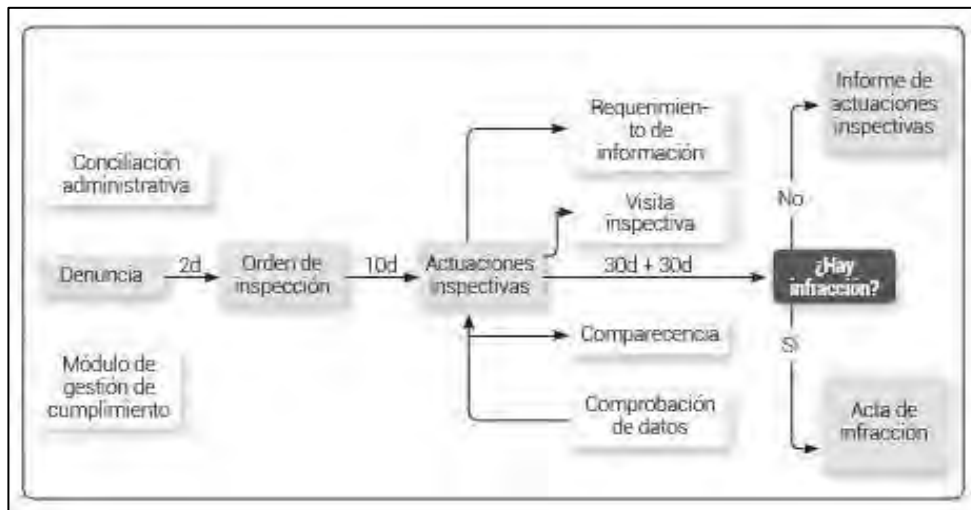 Conciliación
administrativa
Denuncia
Módulo de
gestión de
cumplimiento
2d
Orden de
inspección
10d
Actuaciones
inspectivas
Requerimien-
to de
información
Visita
inspectiva
30d + 30d
Comparecencia
Comprobación
de datos
¿Hay
infracción?
No
Informe de
actuaciones
inspectivas
Sí
Acta de
infracción